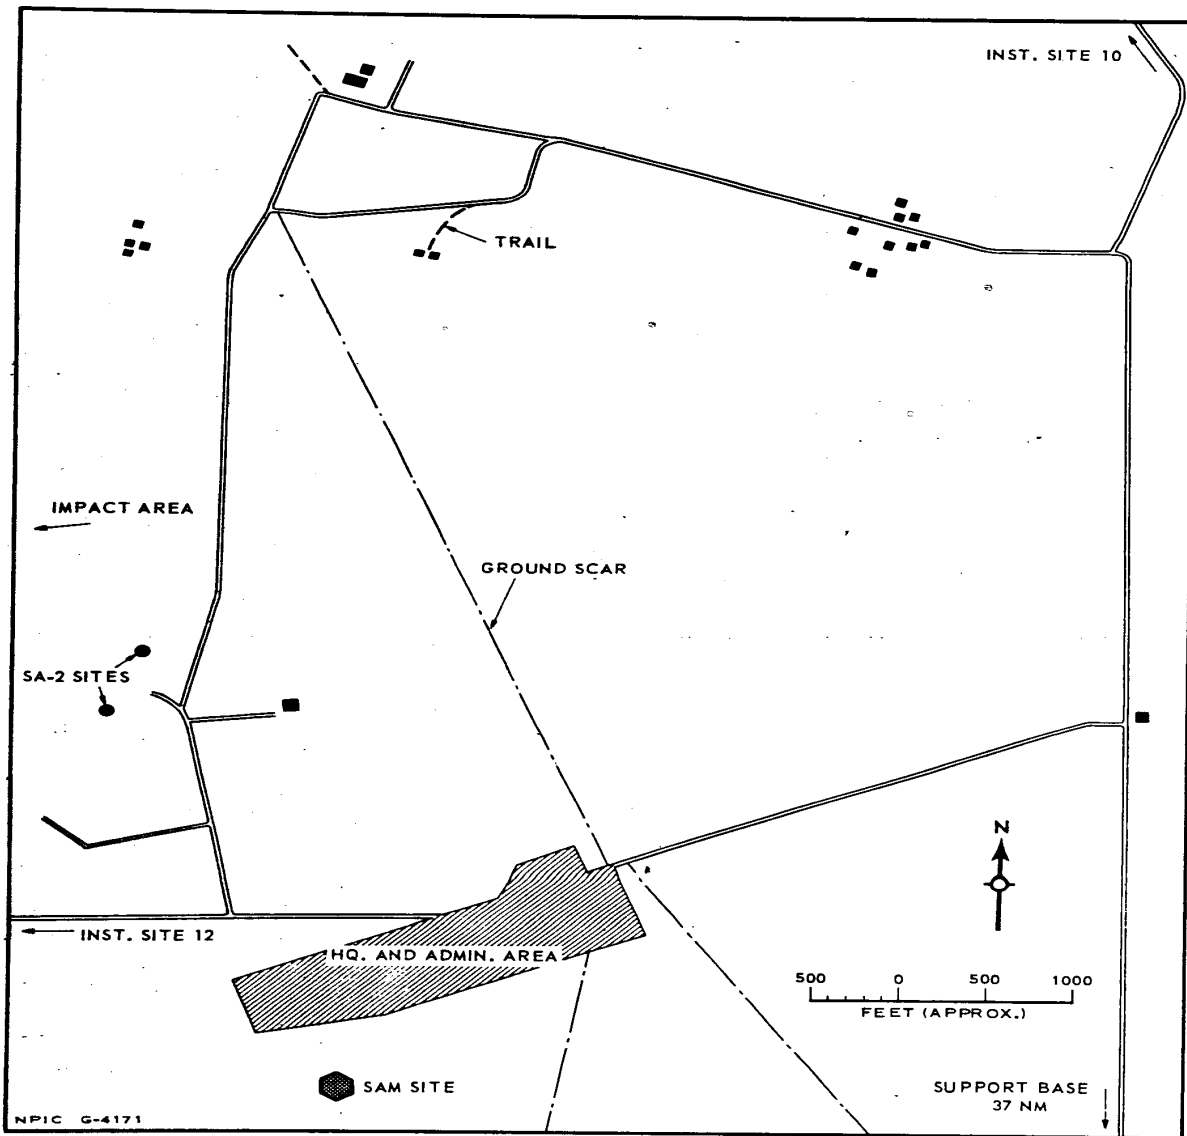 INST. SITE 10
TRAIL
IMPACT AREA
GROUND SCAR
SA-2 SITES
N
INST. SITE 12
HQ. AND ADMIN. AREA
500 0 500 1000
FEET (APPROX.)
SAM SITE
SUPPORT BASE
37 NM
NPIC G-4171